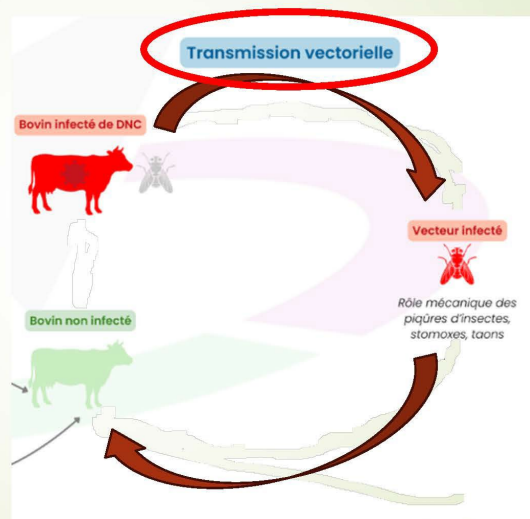 Transmission vectorielle
Bovin infecté de DNC
Vecteur infecté
Rôle mécanique des
piqûres d'insectes,
stomoxes, taons
Bovin non infecté